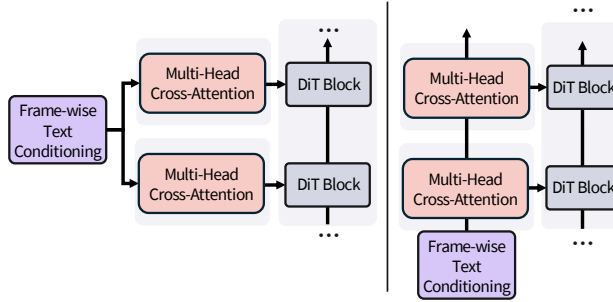 ...
Multi-Head
Cross-Attention
DiT Block
Frame-wise
Text
Conditioning
Multi-Head
Cross-Attention
DiT Block
...
...
Multi-Head
Cross-Attention
DiT Block
Multi-Head
Cross-Attention
DiT Block
Frame-wise
Text
Conditioning
...